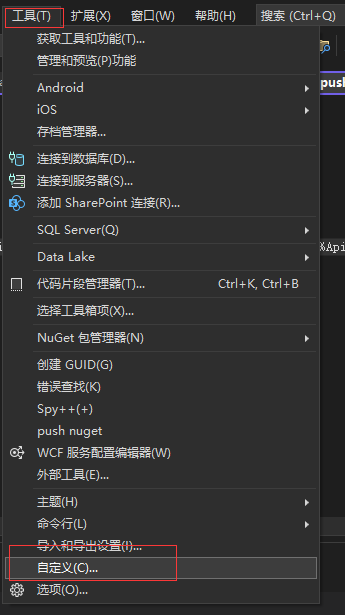 工具(T) 扩展(X) 窗口(W) 帮助(H) 搜索 (Ctrl+Q)
获取工具和功能(T)...
管理和预览(P)功能
push
Android
iOS
存档管理器...
连接到数据库(D)...
连接到服务器(S)...
添加 SharePoint 连接(R)...
SQL Server(Q)
%Api
Data Lake
代码片段管理器(T)... Ctrl+K, Ctrl+B
选择工具箱项(X)...
NuGet 包管理器(N)
创建 GUID(G)
错误查找(K)
Spy++(+)
push nuget
WCF 服务配置编辑器(W)
外部工具(E)...
主题(H)
命令行(L)
导入和导出设置(I)...
自定义(C)...
选项(O)...